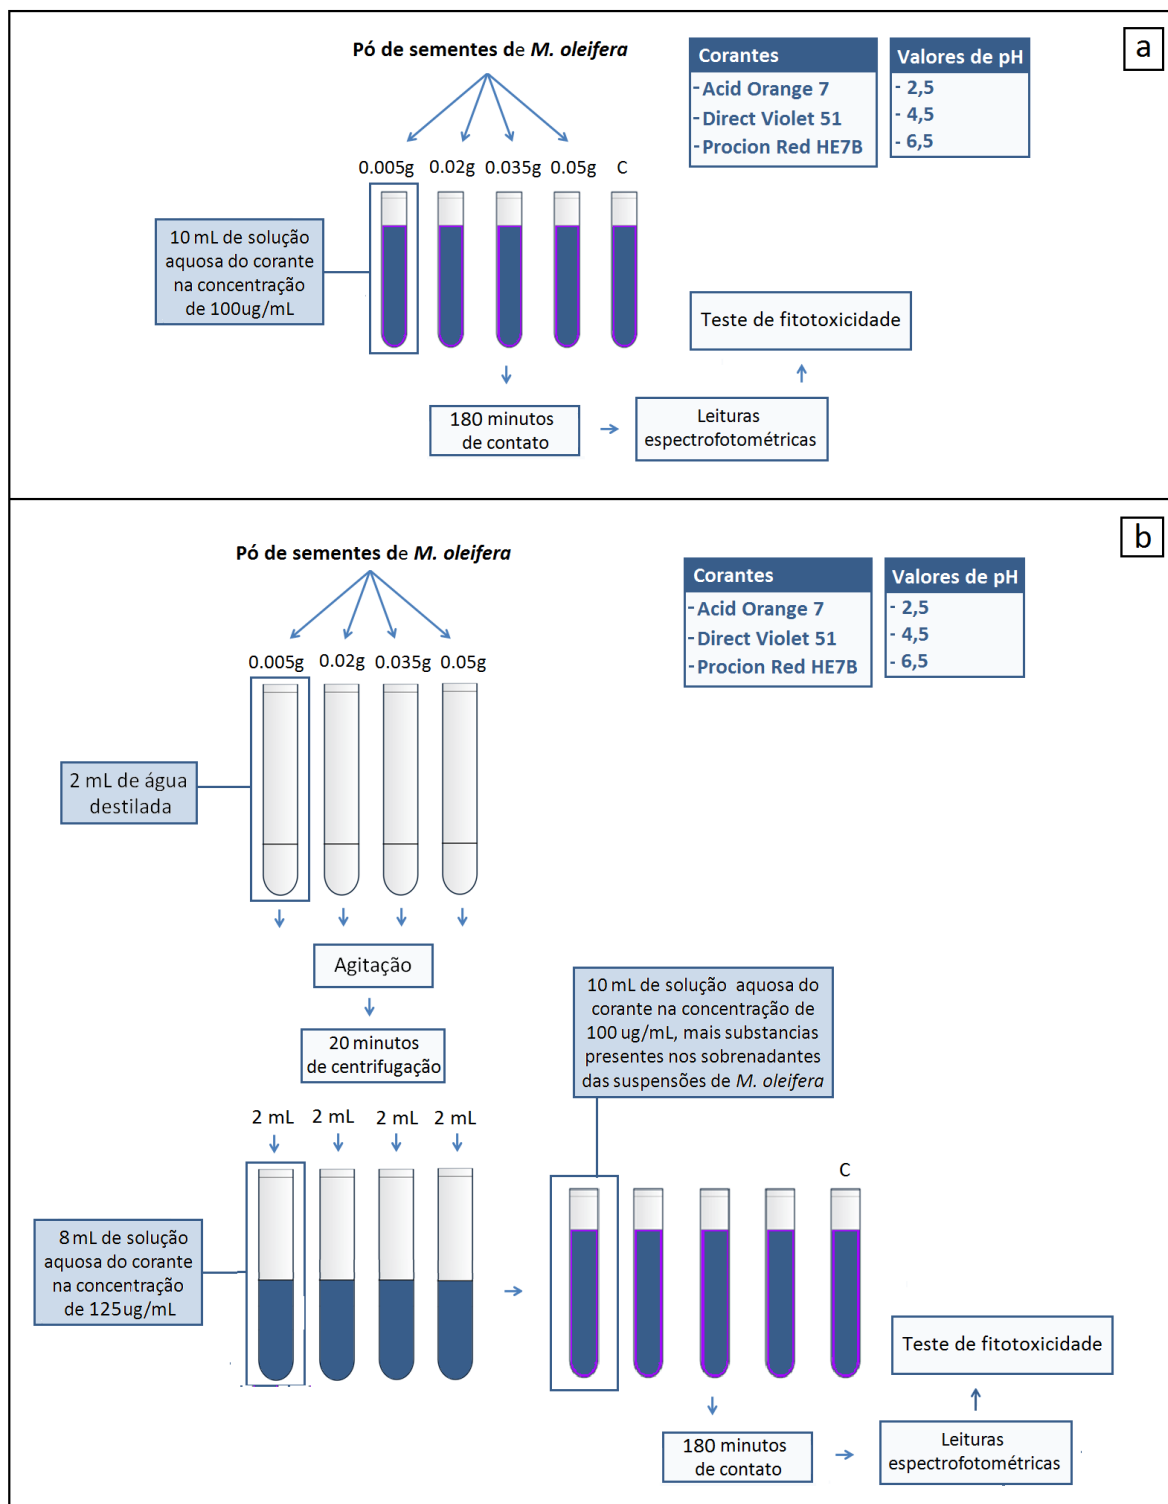 a
Pó de sementes de M. oleifera
Corantes
- Acid Orange 7
- Direct Violet 51
- Procion Red HE7B
Valores de pH
- 2,5
- 4,5
- 6,5
0.005g 0.02g 0.035g 0.05g C
10 mL de solução
aquosa do corante
na concentração
de 100ug/mL
Teste de fitotoxicidade
180 minutos
de contato
Leituras
espectrofotométricas
b
Pó de sementes de M. oleifera
Corantes
- Acid Orange 7
- Direct Violet 51
- Procion Red HE7B
Valores de pH
- 2,5
- 4,5
- 6,5
0.005g 0.02g 0.035g 0.05g
2 mL de água
destilada
Agitação
20 minutos
de centrifugação
10 mL de solução aquosa do
corante na concentração de
100 ug/mL, mais substancias
presentes nos sobrenadantes
das suspensões de M. oleifera
2 mL 2 mL 2 mL 2 mL
C
8 mL de solução
aquosa do corante
na concentração
de 125ug/mL
Teste de fitotoxicidade
180 minutos
de contato
Leituras
espectrofotométricas